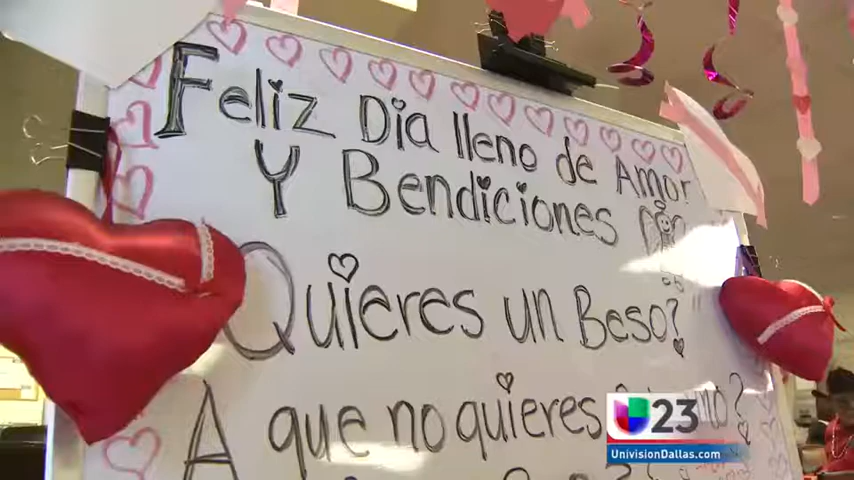 Feliz Dia lleno de Amor
Y Bendiciones
Quieres un Beso?
A que no quieres
23
UnivisionDallas.com